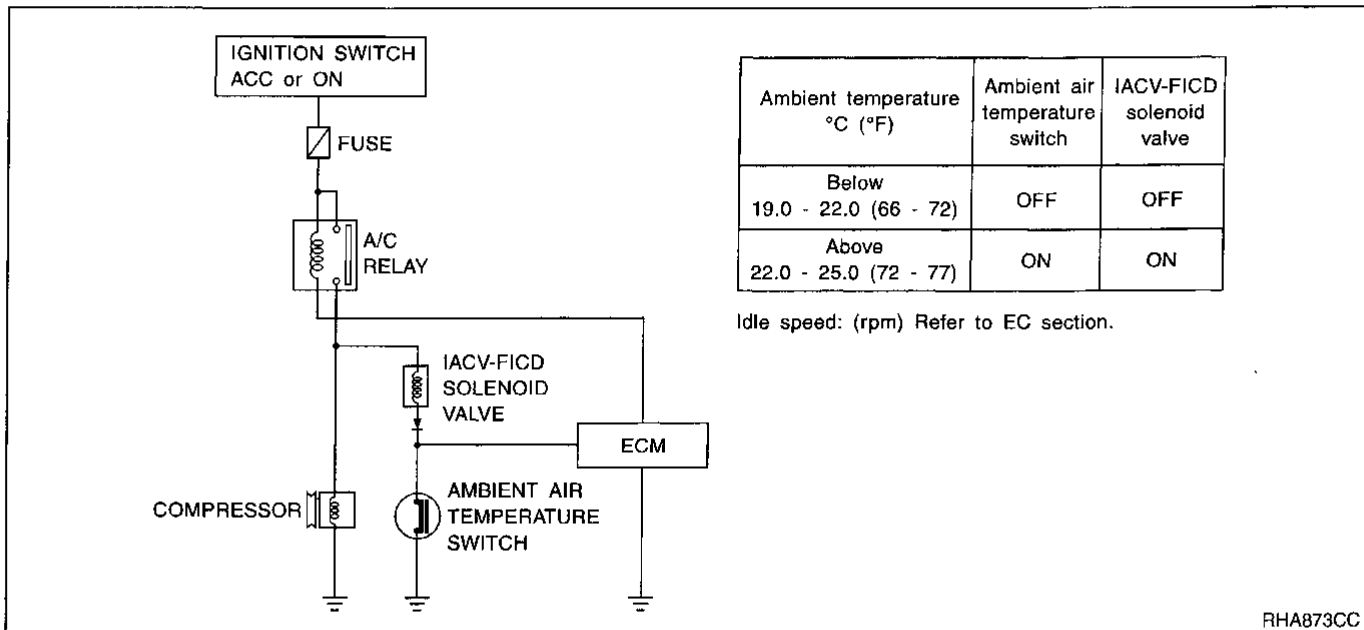 IGNITION SWITCH
ACC or ON
FUSE
A/C
RELAY
IACV-FICD
SOLENOID
VALVE
ECM
COMPRESSOR
AMBIENT AIR
TEMPERATURE
SWITCH
Ambient temperature
°C (°F)
Ambient air
temperature
switch
IACV-FICD
solenoid
valve
Below
19.0 - 22.0 (66 - 72)
OFF
OFF
Above
22.0 - 25.0 (72 - 77)
ON
ON
Idle speed: (rpm) Refer to EC section.
RHA873CC